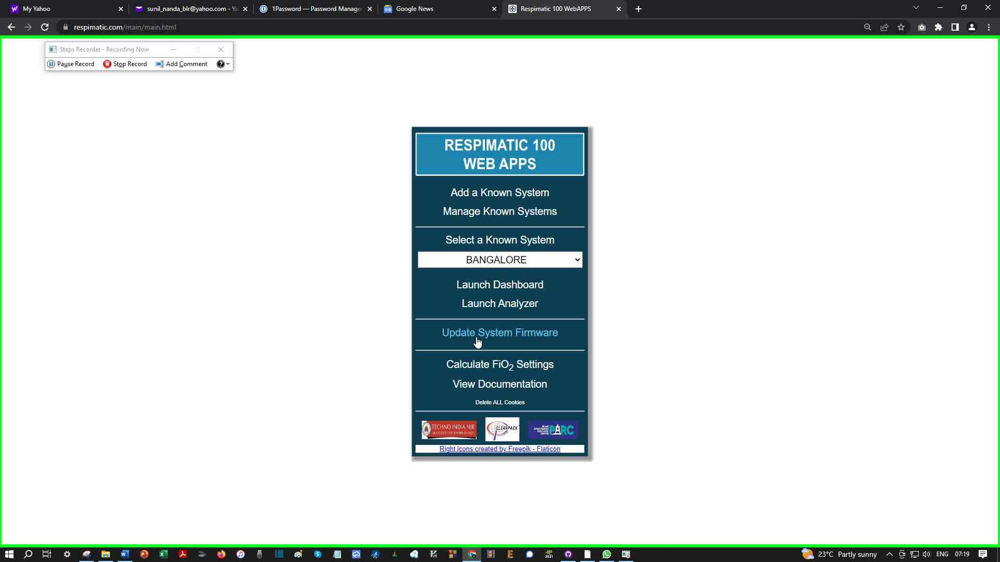 My Yahoo
sunil_nanda_blr@yahoo.com - Ya
1Password — Password Manager
Google News
Respimatic 100 WebAPPS
respimatic.com/main/main.html
Steps Recorder - Recording Now
Pause Record
Stop Record
Add Comment
RESPIMATIC 100
WEB APPS
Add a Known System
Manage Known Systems
Select a Known System
BANGALORE
Launch Dashboard
Launch Analyzer
Update System Firmware
Calculate FiO2 Settings
View Documentation
Delete ALL Cookies
TECHNO INDIA NJR
INSTITUTE OF TECHNOLOGY
CLEARPACK
PARC
Right icons created by Freepik - Flaticon
23°C Partly sunny
ENG
07:19